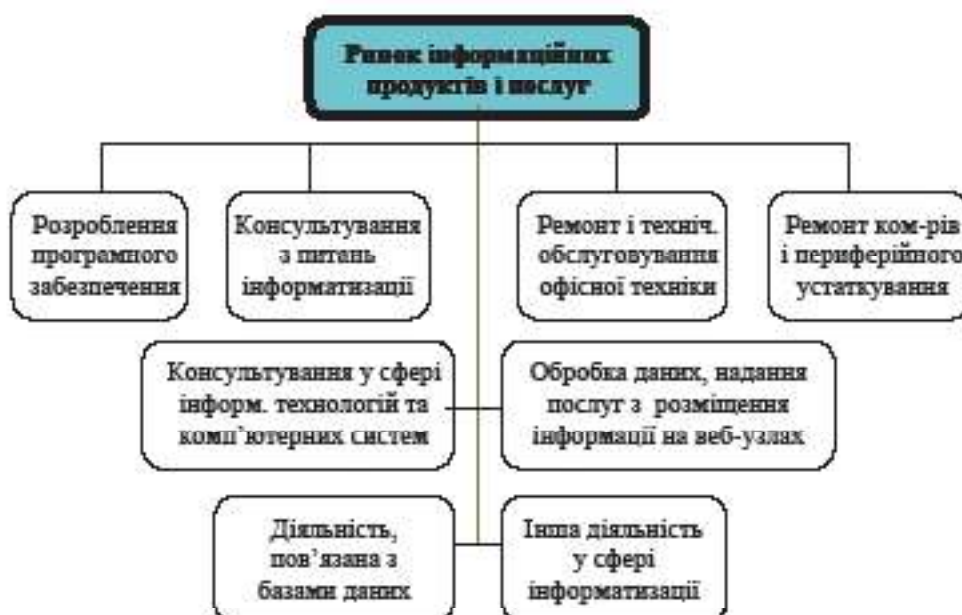 Ринок інформаційних
продуктів і послуг
Розроблення
програмного
забезпечення
Консультування
з питань
інформатизації
Ремонт і техніч.
обслуговування
офісної техніки
Ремонт ком-рів
і периферійного
устаткування
Консультування у сфері
інформ. технологій та
комп’ютерних систем
Обробка даних, надання
послуг з розміщення
інформації на веб-узлах
Діяльність,
пов’язана з
базами даних
Інша діяльність
у сфері
інформатизації